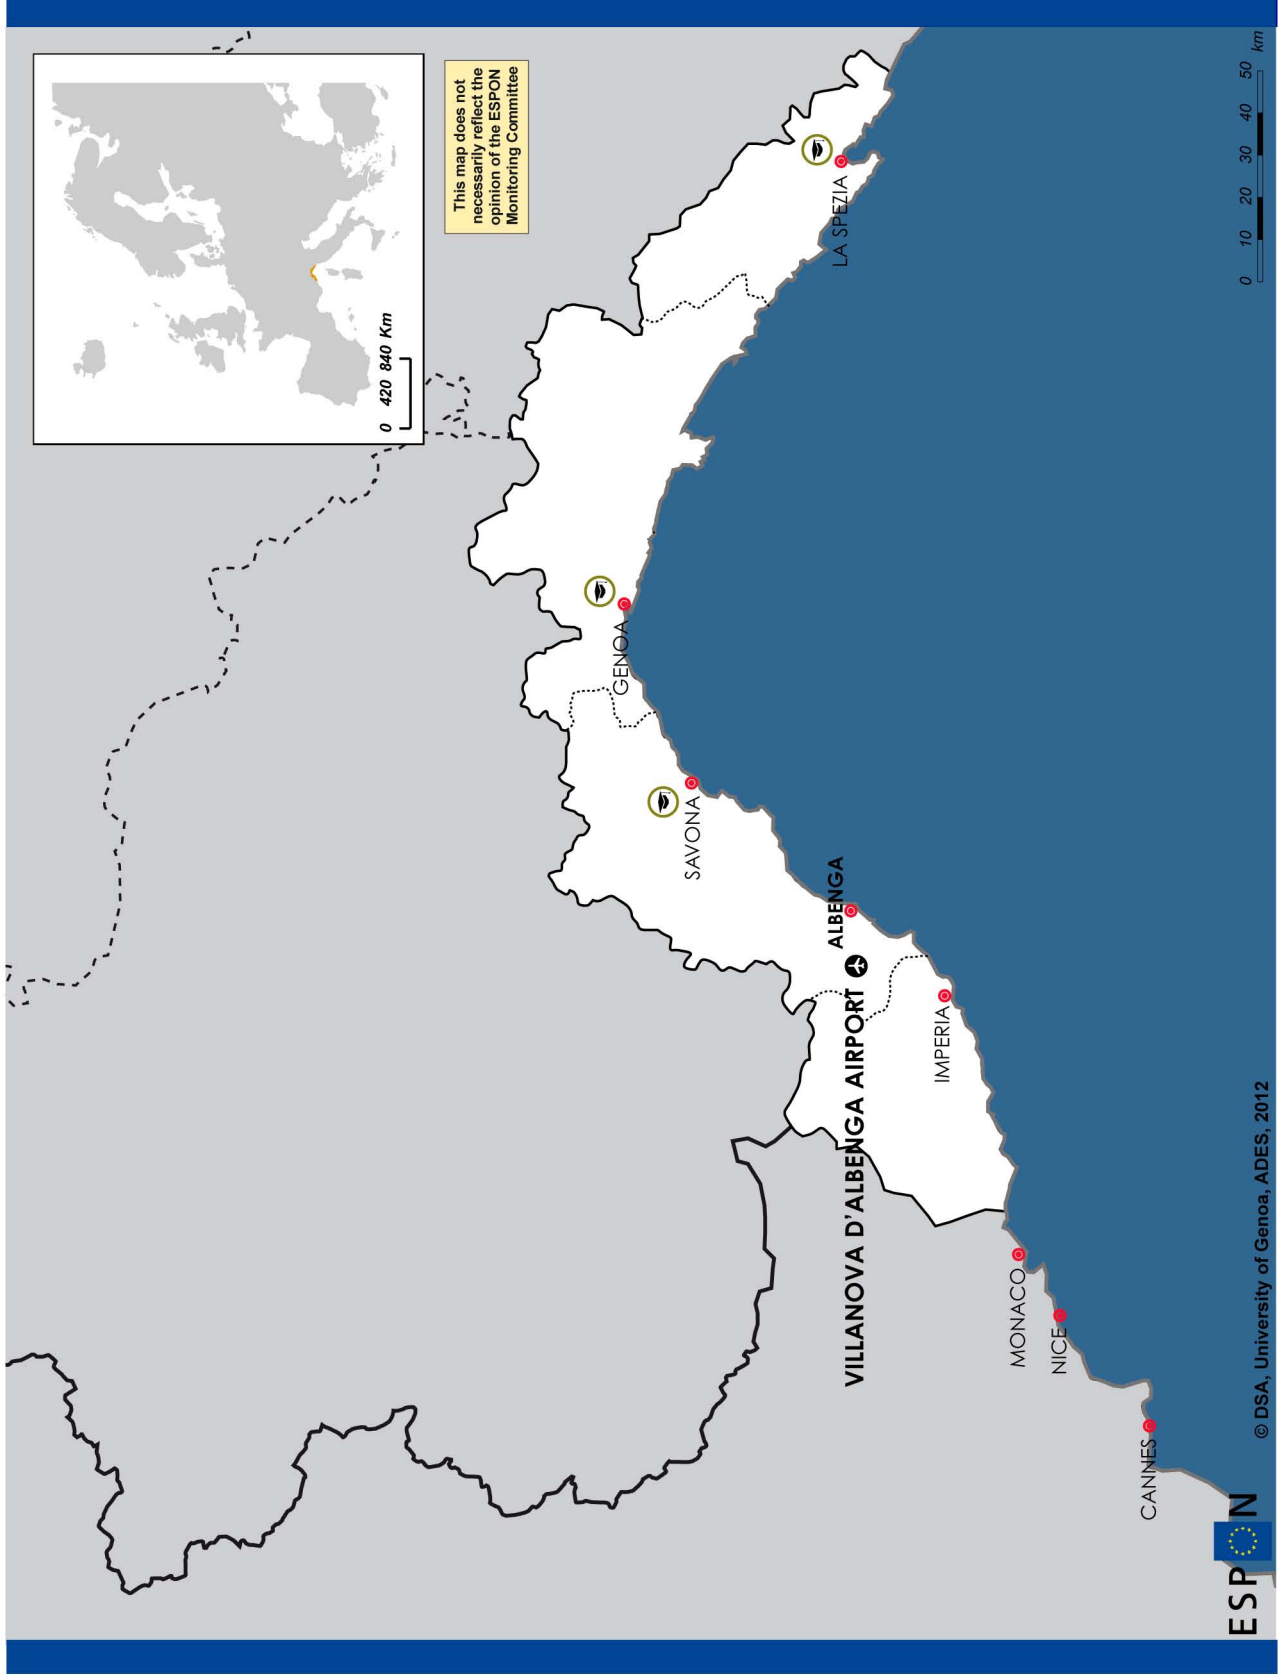 0 420 840 Km
This map does not
necessarily reflect the
opinion of the ESPON
Monitoring Committee
GENOA
SAVONA
LA SPEZIA
ALBENGA
VILLANOVA D'ALBENGA AIRPORT
IMPERIA
MONACO
NICE
CANNES
ESP N
© DSA, University of Genoa, ADES, 2012
0 10 20 30 40 50
km